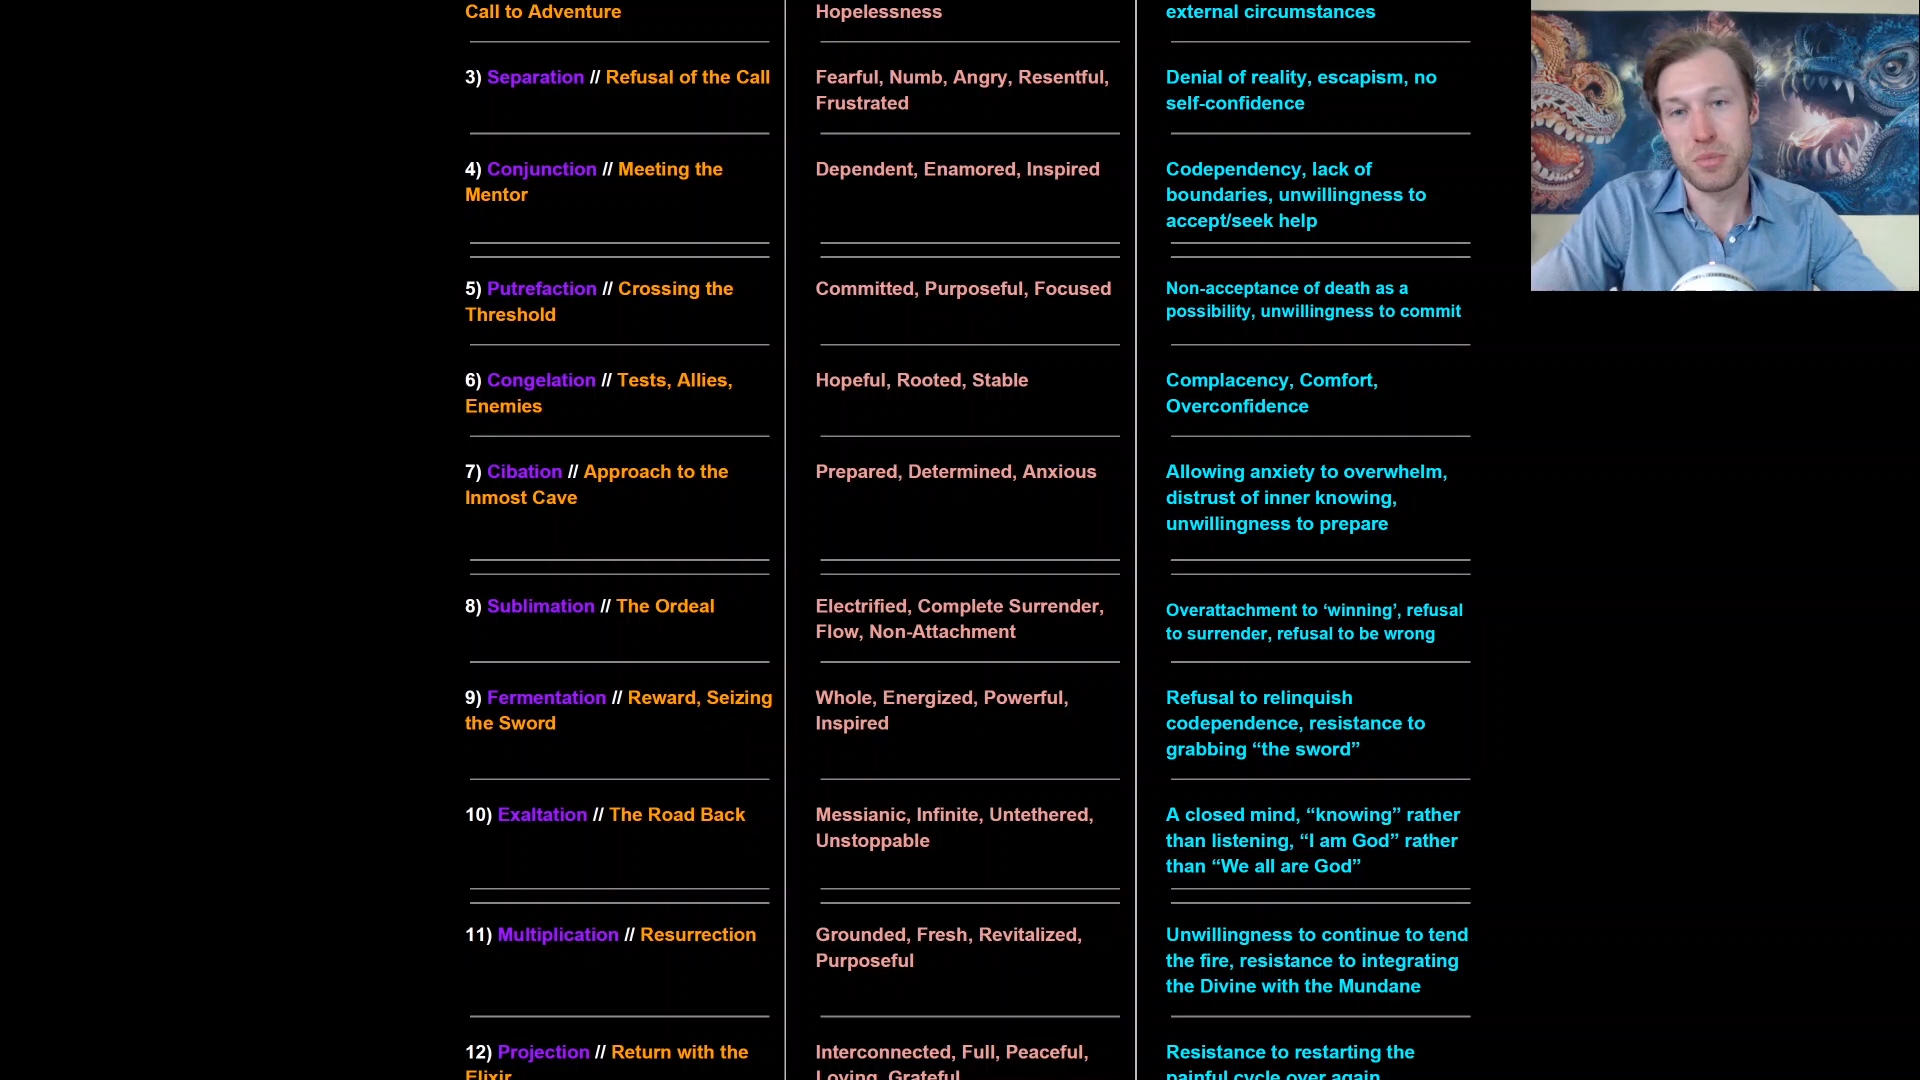 Call to Adventure
Hopelessness
external circumstances
3) Separation // Refusal of the Call
Fearful, Numb, Angry, Resentful,
Frustrated
Denial of reality, escapism, no
self-confidence
4) Conjunction // Meeting the
Mentor
Dependent, Enamored, Inspired
Codependency, lack of
boundaries, unwillingness to
accept/seek help
5) Putrefaction // Crossing the
Threshold
Committed, Purposeful, Focused
Non-acceptance of death as a
possibility, unwillingness to commit
6) Congelation // Tests, Allies,
Enemies
Hopeful, Rooted, Stable
Complacency, Comfort,
Overconfidence
7) Cibation // Approach to the
Inmost Cave
Prepared, Determined, Anxious
Allowing anxiety to overwhelm,
distrust of inner knowing,
unwillingness to prepare
8) Sublimation // The Ordeal
Electrified, Complete Surrender,
Flow, Non-Attachment
Overattachment to ‘winning’, refusal
to surrender, refusal to be wrong
9) Fermentation // Reward, Seizing
the Sword
Whole, Energized, Powerful,
Inspired
Refusal to relinquish
codependence, resistance to
grabbing “the sword”
10) Exaltation // The Road Back
Messianic, Infinite, Untethered,
Unstoppable
A closed mind, “knowing” rather
than listening, “I am God” rather
than “We all are God”
11) Multiplication // Resurrection
Grounded, Fresh, Revitalized,
Purposeful
Unwillingness to continue to tend
the fire, resistance to integrating
the Divine with the Mundane
12) Projection // Return with the
Elixir
Interconnected, Full, Peaceful,
Loving, Grateful
Resistance to restarting the
painful cycle over again